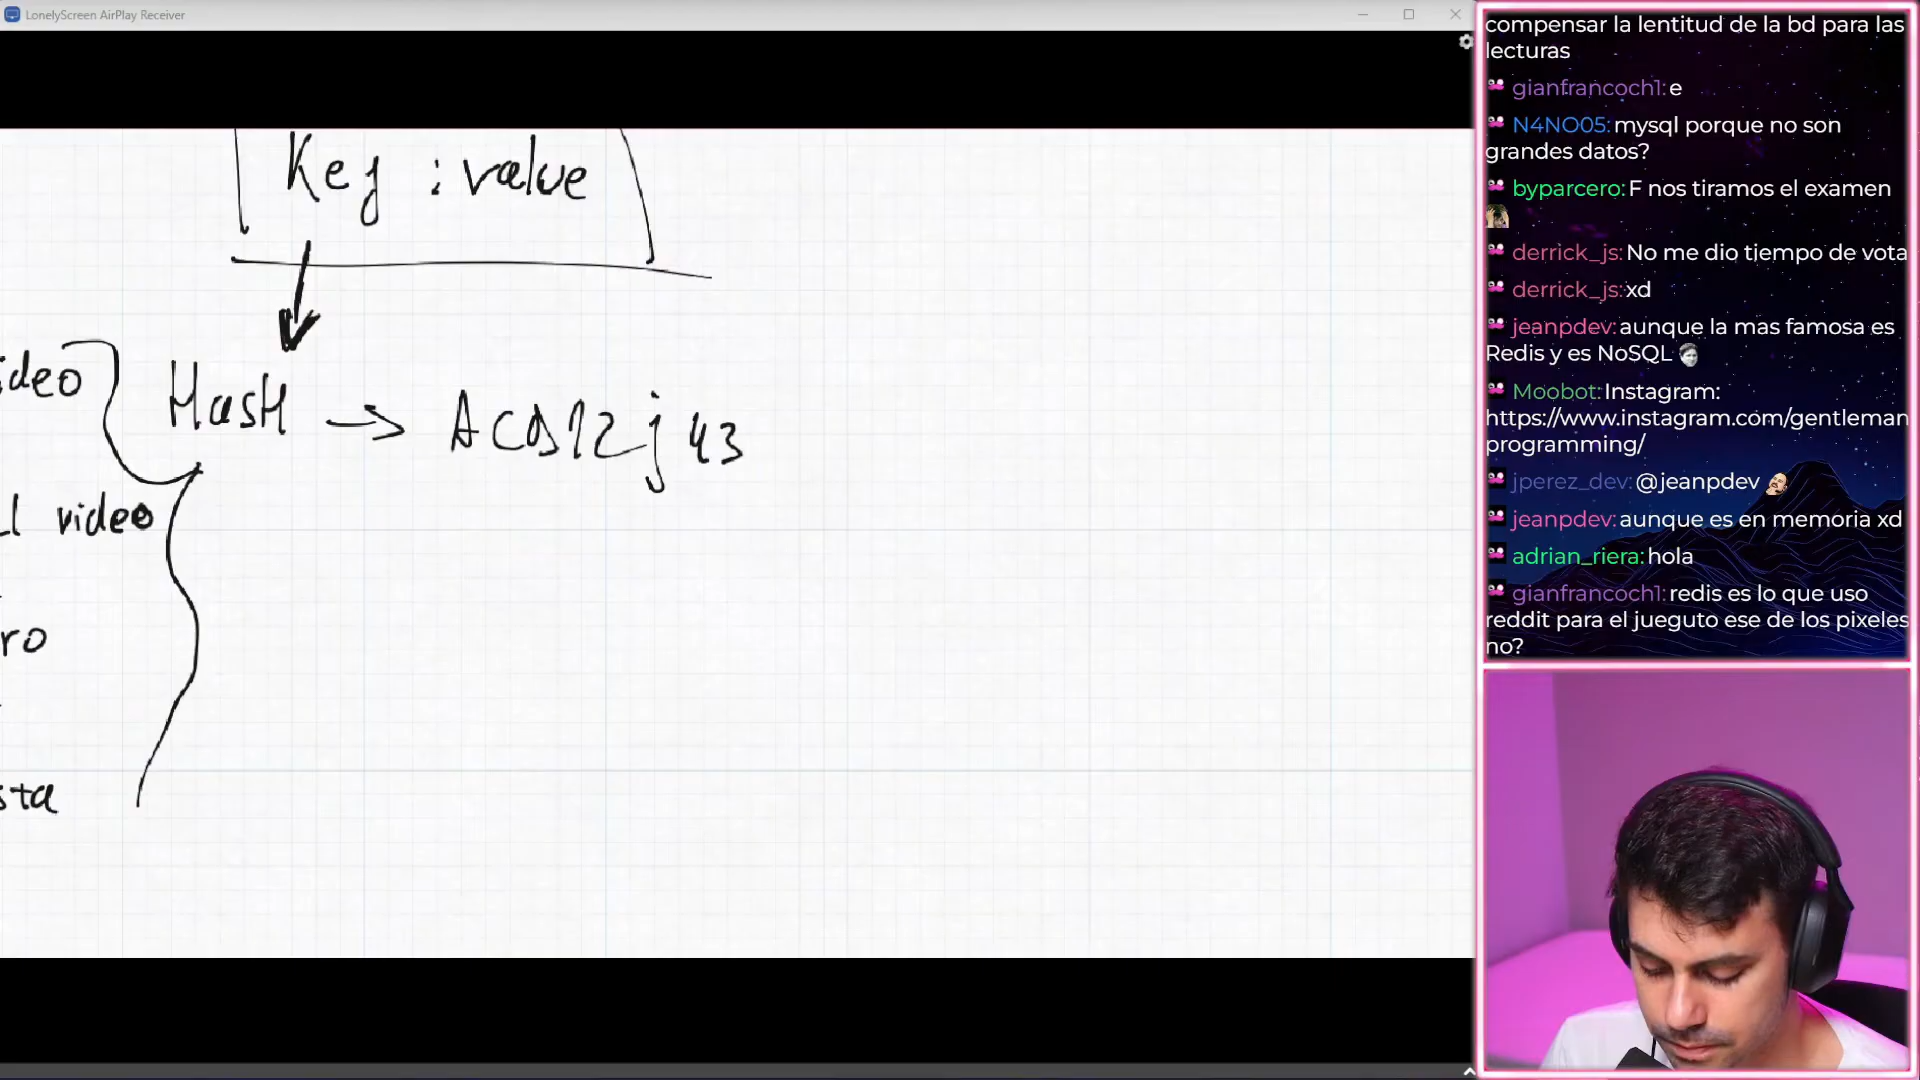 LonelyScreen AirPlay Receiver
Key : value
ideo
HasH → Acds12j43
l video
ro
sta
compensar la lentitud de la bd para las
lecturas
gianfrancoch1: e
N4NO05: mysql porque no son
grandes datos?
byparcero: F nos tiramos el examen
derrick_js: No me dio tiempo de vota
derrick_js: xd
jeanpdev: aunque la mas famosa es
Redis y es NoSQL
Moobot: Instagram:
https://www.instagram.com/gentleman
programming/
jperez_dev: @jeanpdev
jeanpdev: aunque es en memoria xd
adrian_riera: hola
gianfrancoch1: redis es lo que uso
reddit para el jueguto ese de los pixeles
no?